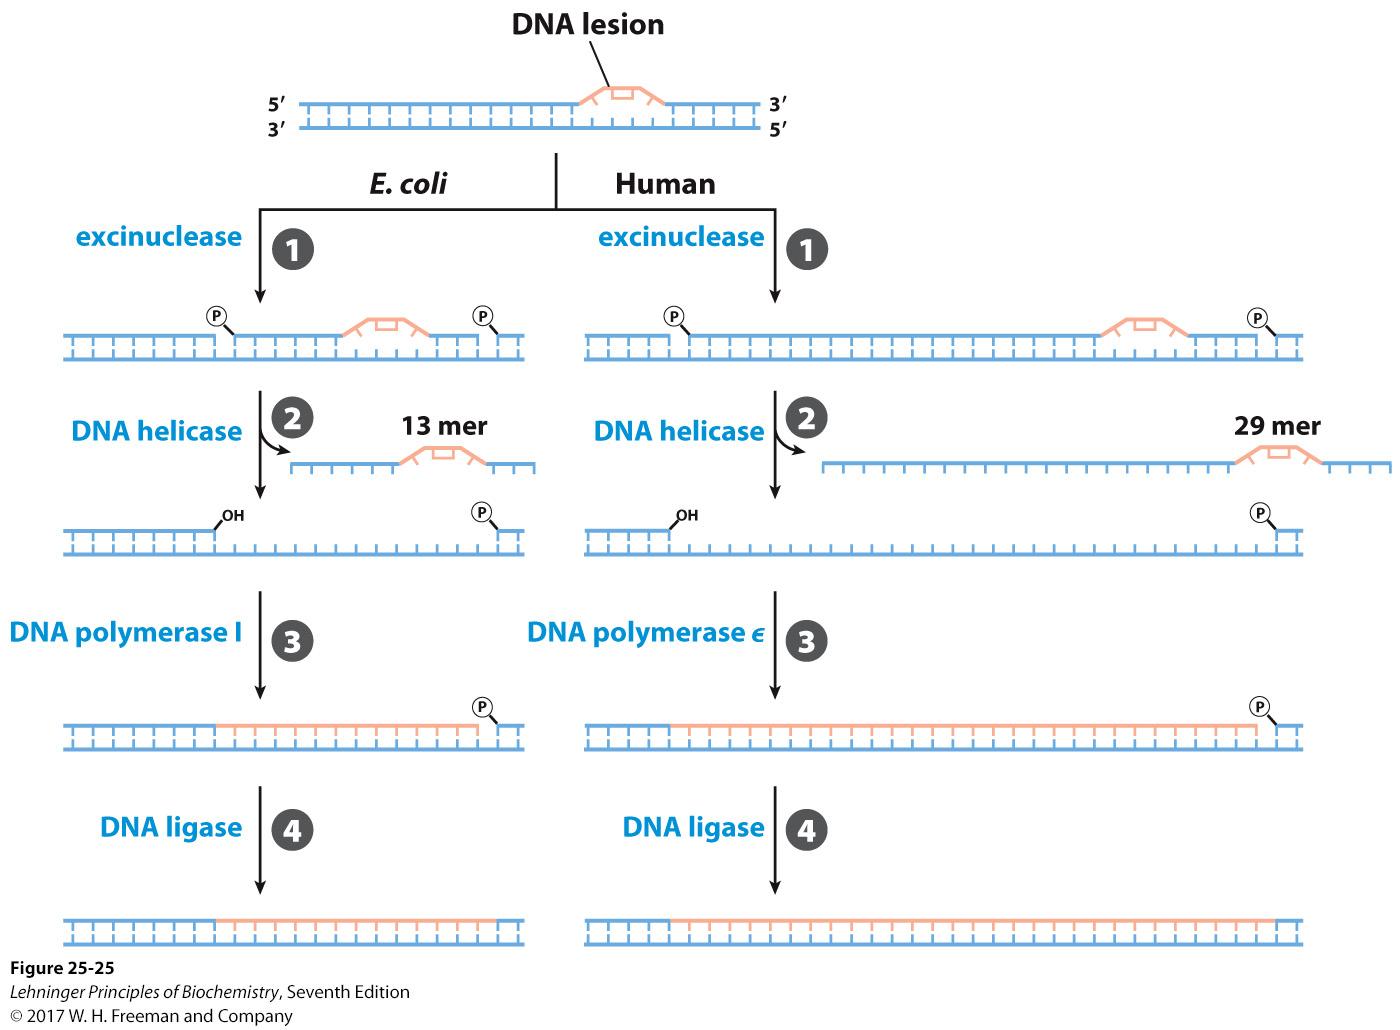 DNA lesion
5′ 3′
3′ 5′
E. coli Human
excinuclease 1 excinuclease 1
P P P P
DNA helicase 2 13 mer DNA helicase 2 29 mer
OH P OH P
DNA polymerase I 3 DNA polymerase ϵ 3
P P
DNA ligase 4 DNA ligase 4
Figure 25-25
Lehninger Principles of Biochemistry, Seventh Edition
© 2017 W. H. Freeman and Company